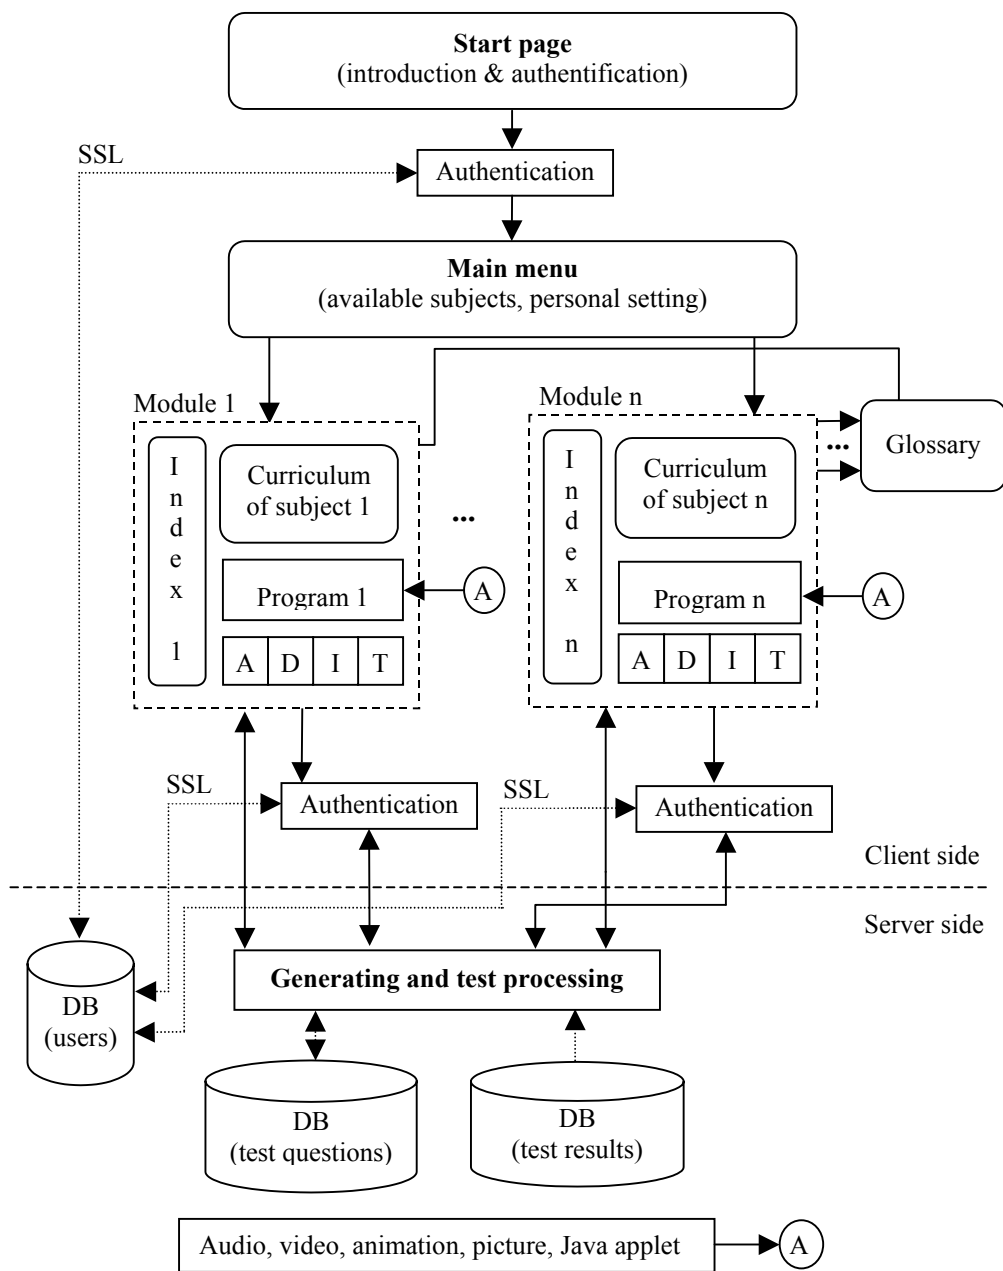 Start page
(introduction & authentification)
SSL
Authentication
Main menu
(available subjects, personal setting)
Module 1
Index 1
Curriculum
of subject 1
Program 1
A
A D I T
...
Module n
Index n
Curriculum
of subject n
Program n
A
A D I T
...
Glossary
SSL
Authentication
SSL
Authentication
Client side
Server side
DB
(users)
Generating and test processing
DB
(test questions)
DB
(test results)
Audio, video, animation, picture, Java applet
A